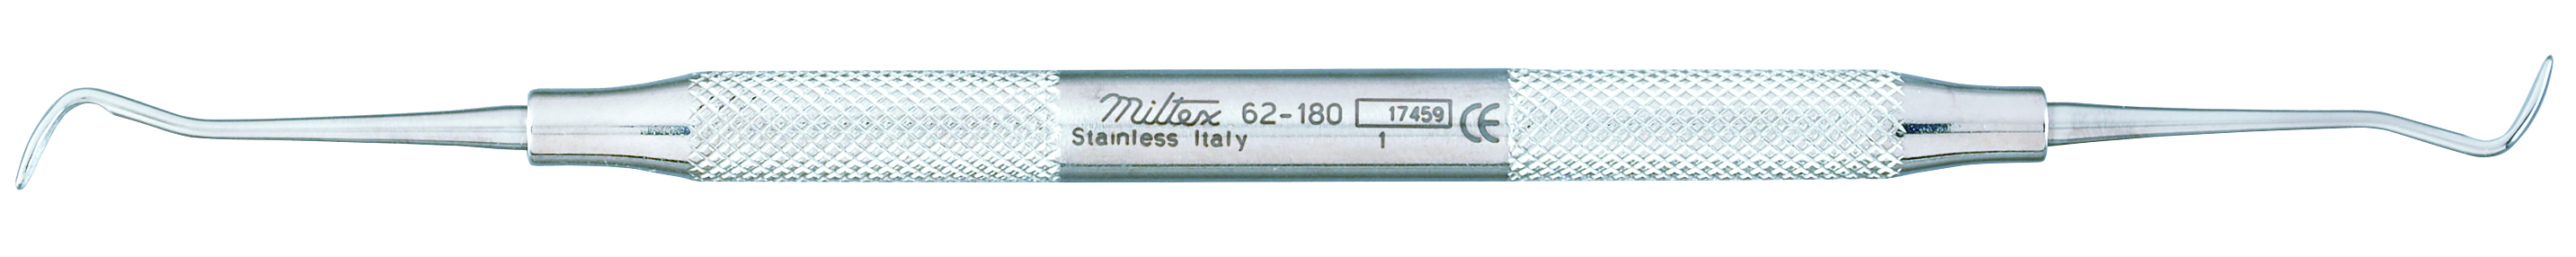 Miltex 62-180 17459 CE
Stainless Italy 1